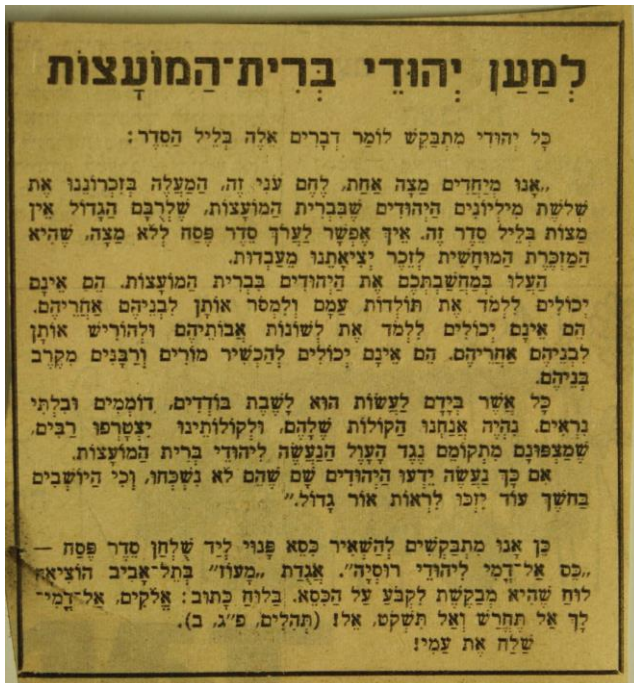 לְמַעַן יְהוּדֵי בְּרִית־הַמּוֹעָצוֹת
כָּל יְהוּדִי מִתְבַּקֵּשׁ לוֹמַר דְּבָרִים אֵלֶּה בְּלֵיל הַסֵּדֶר:
„אָנוּ מְיַחֲדִים מַצָּה אַחַת, לֶחֶם עֹנִי זֶה, הַמַּעֲלֶה בְּזִכְרוֹנֵנוּ אֶת
שְׁלֹשֶׁת מִילְיוֹנִים הַיְּהוּדִים שֶׁבִּבְרִית הַמּוֹעָצוֹת, שֶׁלְּרֻבָּם הַגָּדוֹל אֵין
מַצּוֹת בְּלֵיל סֵדֶר זֶה. אֵיךְ אֶפְשָׁר לַעֲרֹךְ סֵדֶר פֶּסַח לְלֹא מַצָּה, שֶׁהִיא
הַמַּזְכֶּרֶת הַמּוּחָשִׁית לְזֵכֶר יְצִיאָתֵנוּ מֵעַבְדוּת.
הַעֲלוּ בְּמַחֲשַׁבְתְּכֶם אֶת הַיְּהוּדִים בִּבְרִית הַמּוֹעָצוֹת. הֵם אֵינָם
יְכוֹלִים לִלְמֹד אֶת תּוֹלְדוֹת עַמָּם וְלִמְסֹר אוֹתָן לִבְנֵיהֶם אַחֲרֵיהֶם.
הֵם אֵינָם יְכוֹלִים לִלְמֹד אֶת לְשׁוֹנוֹת אֲבוֹתֵיהֶם וּלְהוֹרִישׁ אוֹתָן
לִבְנֵיהֶם אַחֲרֵיהֶם. הֵם אֵינָם יְכוֹלִים לְהַכְשִׁיר מוֹרִים וְרַבָּנִים מִקֶּרֶב
בְּנֵיהֶם.
כָּל אֲשֶׁר בְּיָדָם לַעֲשׂוֹת הוּא לָשֶׁבֶת בּוֹדְדִים, דּוֹמְמִים וּבִלְתִּי
נִרְאִים. נִהְיֶה אֲנַחְנוּ הַקּוֹלוֹת שֶׁלָּהֶם, וּלְקוֹלוֹתֵינוּ יִצְטָרְפוּ רַבִּים,
שֶׁמַּצְפּוּנָם מִתְקוֹמֵם נֶגֶד הָעָוֶל הַנַּעֲשֶׂה לִיהוּדֵי בְּרִית הַמּוֹעָצוֹת.
אִם כָּךְ נַעֲשֶׂה יֵדְעוּ הַיְּהוּדִים שָׁם שֶׁהֵם לֹא נִשְׁכְּחוּ, וְכִי הַיּוֹשְׁבִים
בַּחֹשֶׁךְ עוֹד יִזְכּוּ לִרְאוֹת אוֹר גָּדוֹל.”
כֵּן אָנוּ מִתְבַּקְּשִׁים לְהַשְׁאִיר כִּסֵּא פָּנוּי לְיַד שֻׁלְחַן סֵדֶר פֶּסַח —
„כֵּס אַל־דֳּמִי לִיהוּדֵי רוּסְיָה”. אֲגֻדַּת „מָעוֹז” בְּתֵל־אָבִיב הוֹצִיאָה
לוּחַ שֶׁהִיא מְבַקֶּשֶׁת לִקְבֹּעַ עַל הַכִּסֵּא. בַּלּוּחַ כָּתוּב: אֱלֹקִים, אַל־דֳּמִי־
לָךְ אַל תֶּחֱרַשׁ וְאַל תִּשְׁקֹט, אֵל! (תְּהִלִּים, פ״ג, ב).
שַׁלַּח אֶת עַמִּי!